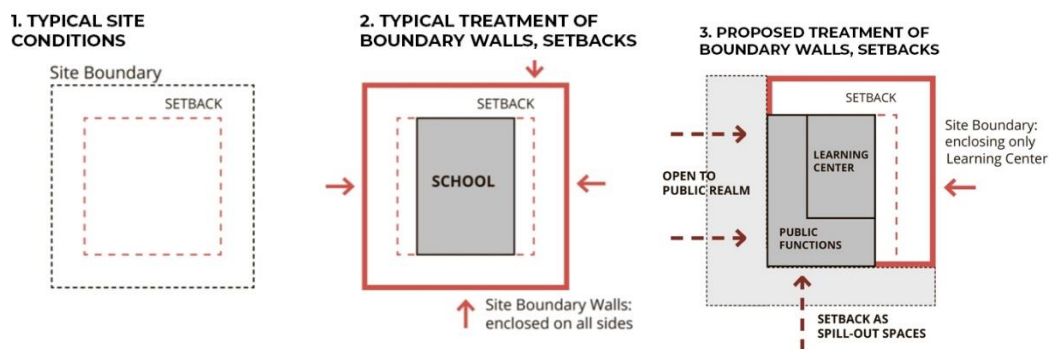 1. TYPICAL SITE
CONDITIONS
Site Boundary
SETBACK
2. TYPICAL TREATMENT OF
BOUNDARY WALLS, SETBACKS
SETBACK
SCHOOL
Site Boundary Walls:
enclosed on all sides
3. PROPOSED TREATMENT OF
BOUNDARY WALLS, SETBACKS
SETBACK
LEARNING
CENTER
Site Boundary:
enclosing only
Learning Center
OPEN TO
PUBLIC REALM
PUBLIC
FUNCTIONS
SETBACK AS
SPILL-OUT SPACES